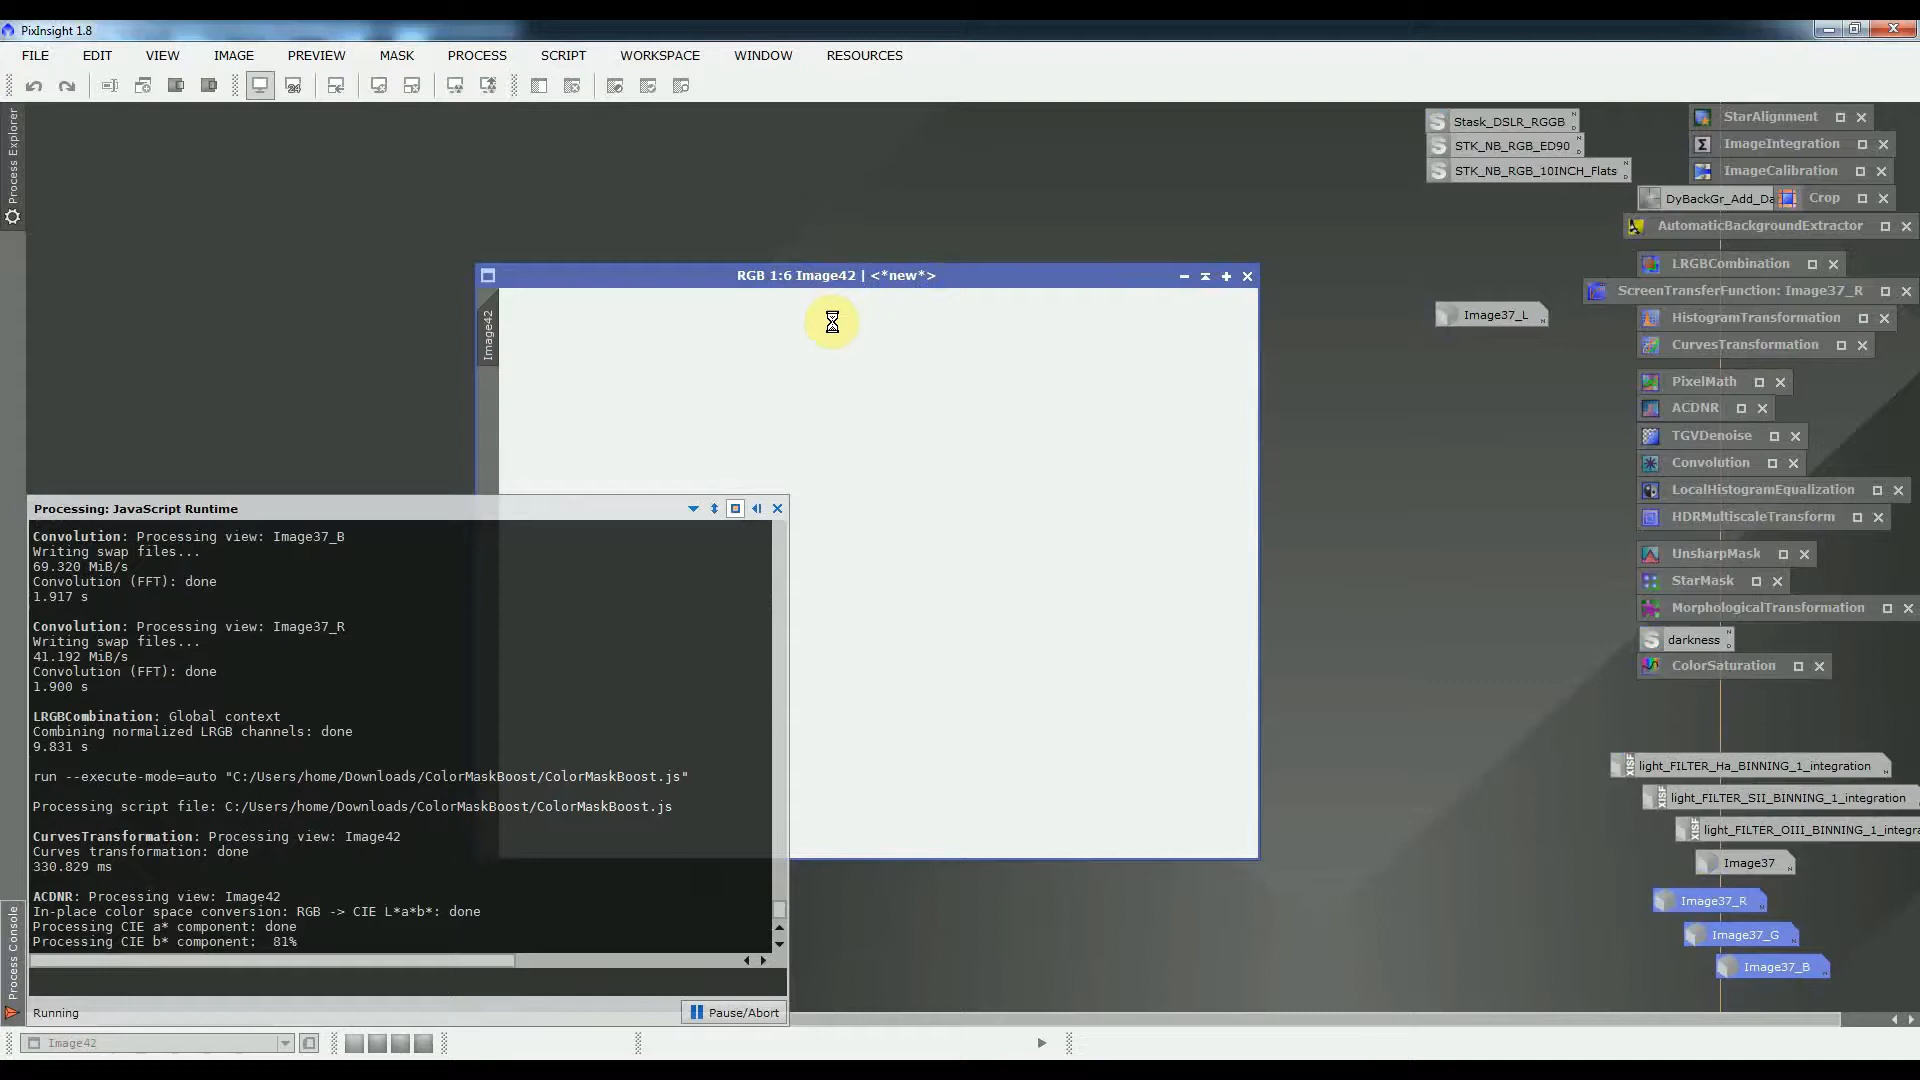 PixInsight 1.8
FILE EDIT VIEW IMAGE PREVIEW MASK PROCESS SCRIPT WORKSPACE WINDOW RESOURCES
Process Explorer
Stask_DSLR_RGGB
STK_NB_RGB_ED90
STK_NB_RGB_10INCH_Flats
StarAlignment
ImageIntegration
ImageCalibration
DyBackGr_Add_Da
Crop
AutomaticBackgroundExtractor
LRGBCombination
ScreenTransferFunction: Image37_R
HistogramTransformation
CurvesTransformation
PixelMath
ACDNR
TGVDenoise
Convolution
LocalHistogramEqualization
HDRMultiscaleTransform
UnsharpMask
StarMask
MorphologicalTransformation
darkness
ColorSaturation
Image37_L
RGB 1:6 Image42 | <*new*>
Image42
light_FILTER_Ha_BINNING_1_integration
light_FILTER_SII_BINNING_1_integration
light_FILTER_OIII_BINNING_1_integra
Image37
Image37_R
Image37_G
Image37_B
Processing: JavaScript Runtime
Convolution: Processing view: Image37_B
Writing swap files...
69.320 MiB/s
Convolution (FFT): done
1.917 s
Convolution: Processing view: Image37_R
Writing swap files...
41.192 MiB/s
Convolution (FFT): done
1.900 s
LRGBCombination: Global context
Combining normalized LRGB channels: done
9.831 s
run --execute-mode=auto "C:/Users/home/Downloads/ColorMaskBoost/ColorMaskBoost.js"
Processing script file: C:/Users/home/Downloads/ColorMaskBoost/ColorMaskBoost.js
CurvesTransformation: Processing view: Image42
Curves transformation: done
330.829 ms
ACDNR: Processing view: Image42
In-place color space conversion: RGB -> CIE L*a*b*: done
Processing CIE a* component: done
Processing CIE b* component: 81%
Process Console
Running
Pause/Abort
Image42